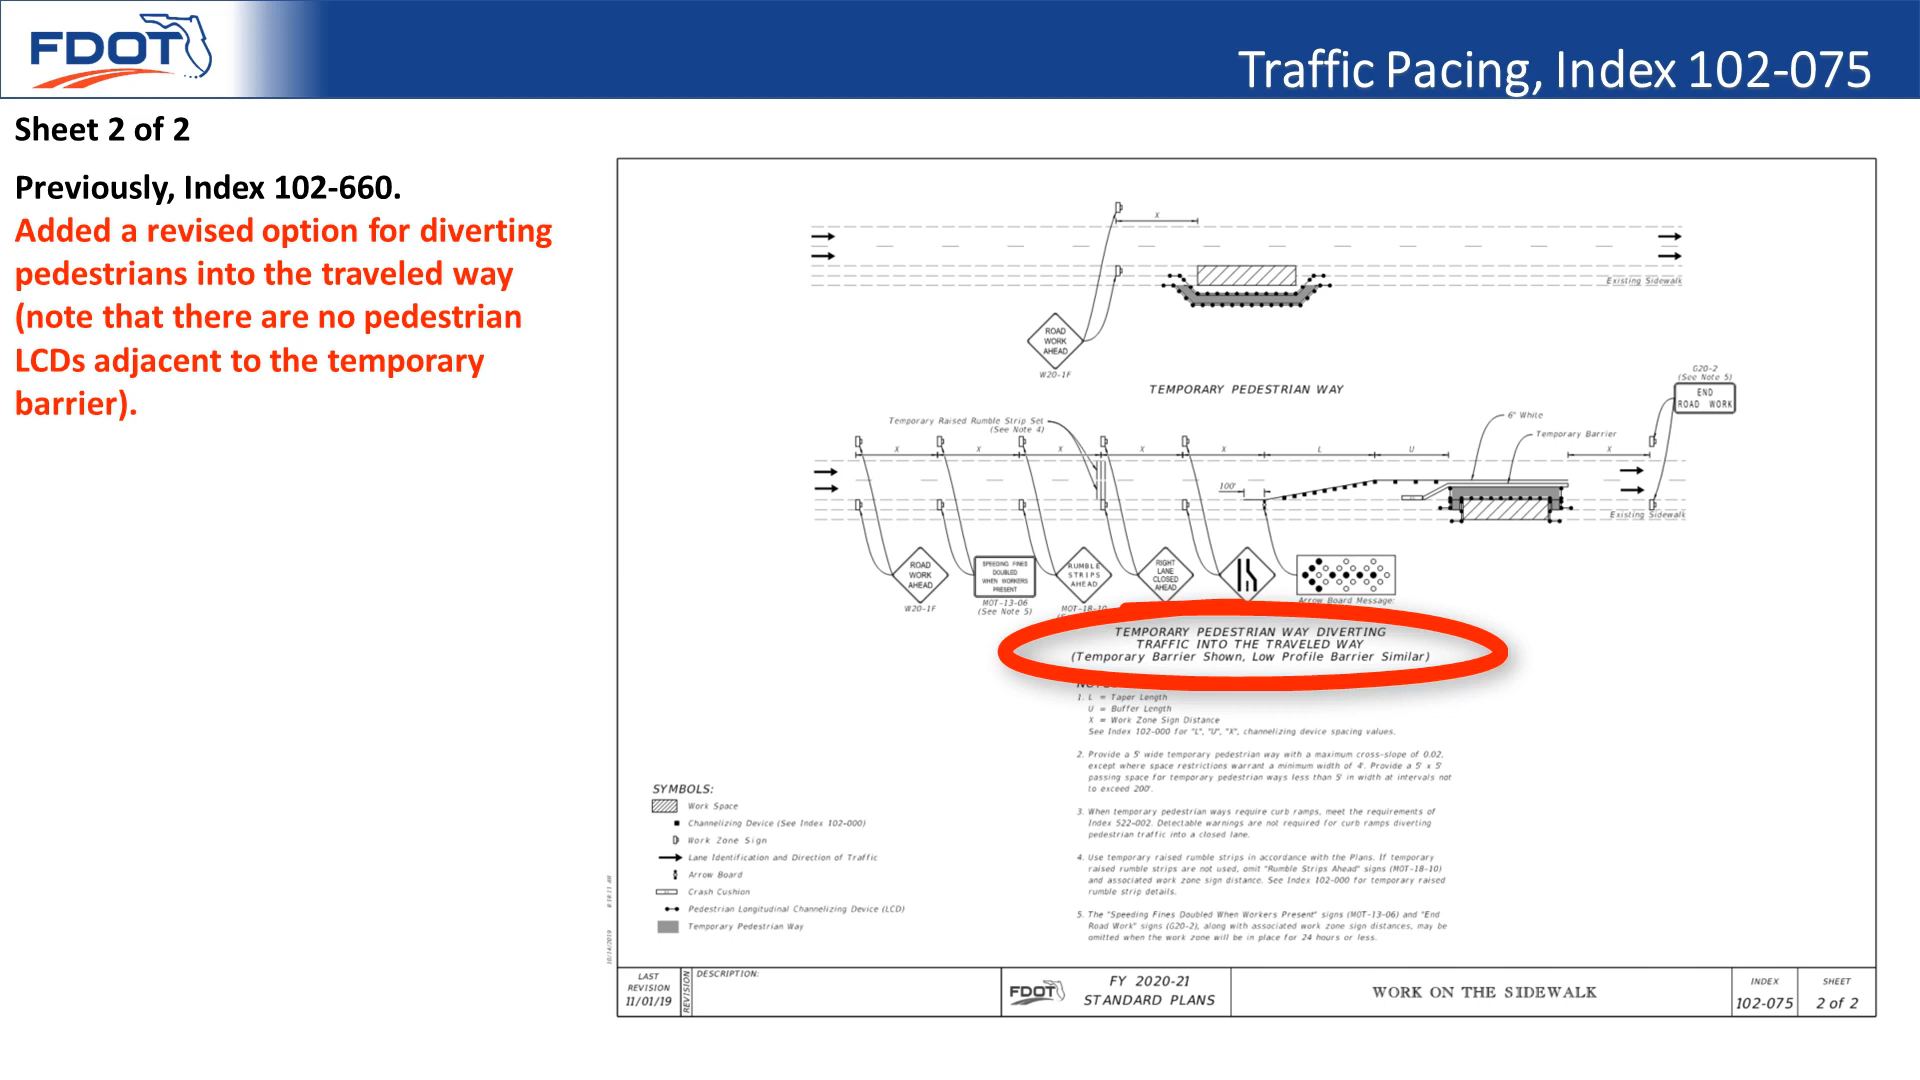 FDOT
Traffic Pacing, Index 102-075
Sheet 2 of 2
Previously, Index 102-660.
Added a revised option for diverting
pedestrians into the traveled way
(note that there are no pedestrian
LCDs adjacent to the temporary
barrier).
X
Existing Sidewalk
ROAD
WORK
AHEAD
W20-1F
TEMPORARY PEDESTRIAN WAY
G20-2
(See Note 5)
END
ROAD WORK
Temporary Raised Rumble Strip Set
(See Note 4)
6" White
Temporary Barrier
X
X
X
X
X
L
U
X
100'
Existing Sidewalk
ROAD
WORK
AHEAD
W20-1F
SPEEDING FINES
DOUBLED
WHEN WORKERS
PRESENT
MOT-13-06
(See Note 5)
RUMBLE
STRIPS
AHEAD
MOT-18-10
RIGHT
LANE
CLOSED
AHEAD
Arrow Board Message:
TEMPORARY PEDESTRIAN WAY DIVERTING
TRAFFIC INTO THE TRAVELED WAY
(Temporary Barrier Shown, Low Profile Barrier Similar)
1. L = Taper Length
U = Buffer Length
X = Work Zone Sign Distance
See Index 102-000 for "L", "U", "X", channelizing device spacing values.
2. Provide a 5' wide temporary pedestrian way with a maximum cross-slope of 0.02,
except where space restrictions warrant a minimum width of 4'. Provide a 5' x 5'
passing space for temporary pedestrian ways less than 5' in width at intervals not
to exceed 200'.
3. When temporary pedestrian ways require curb ramps, meet the requirements of
Index 522-002. Detectable warnings are not required for curb ramps diverting
pedestrian traffic into a closed lane.
4. Use temporary raised rumble strips in accordance with the Plans. If temporary
raised rumble strips are not used, omit "Rumble Strips Ahead" signs (MOT-18-10)
and associated work zone sign distance. See Index 102-000 for temporary raised
rumble strip details.
5. The "Speeding Fines Doubled When Workers Present" signs (MOT-13-06) and "End
Road Work" signs (G20-2), along with associated work zone sign distances, may be
omitted when the work zone will be in place for 24 hours or less.
SYMBOLS:
Work Space
Channelizing Device (See Index 102-000)
Work Zone Sign
Lane Identification and Direction of Traffic
Arrow Board
Crash Cushion
Pedestrian Longitudinal Channelizing Device (LCD)
Temporary Pedestrian Way
10/14/2019
LAST
REVISION
11/01/19
REVISION
DESCRIPTION:
FDOT
FY 2020-21
STANDARD PLANS
WORK ON THE SIDEWALK
INDEX
102-075
SHEET
2 of 2